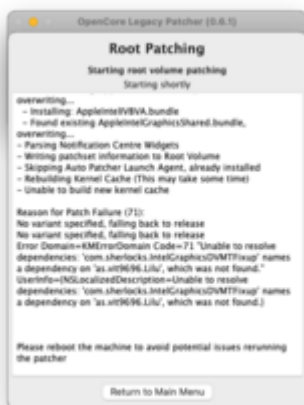 OpenCore Legacy Patcher (0.6.1)
Root Patching
Starting root volume patching
Starting shortly
overwriting...
- Installing: AppleIntelIVBVA.bundle
- Found existing AppleIntelGraphicsShared.bundle,
overwriting...
- Parsing Notification Centre Widgets
- Writing patchset information to Root Volume
- Skipping Auto Patcher Launch Agent, already installed
- Rebuilding Kernel Cache (This may take some time)
- Unable to build new kernel cache
Reason for Patch Failure (71):
No variant specified, falling back to release
No variant specified, falling back to release
Error Domain=KMErrorDomain Code=71 "Unable to resolve
dependencies: 'com.sherlocks.IntelGraphicsDVMTFixup' names
a dependency on 'as.vit9696.Lilu', which was not found."
UserInfo={NSLocalizedDescription=Unable to resolve
dependencies: 'com.sherlocks.IntelGraphicsDVMTFixup' names
a dependency on 'as.vit9696.Lilu', which was not found.}
Please reboot the machine to avoid potential issues rerunning
the patcher
Return to Main Menu